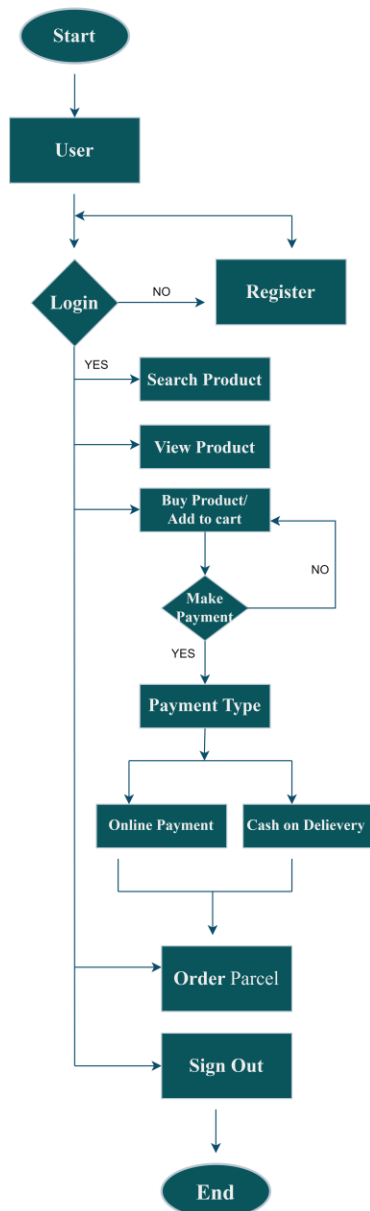 Start
User
Login
NO
Register
YES
Search Product
View Product
Buy Product/
Add to cart
NO
Make
Payment
YES
Payment Type
Online Payment
Cash on Delievery
Order Parcel
Sign Out
End